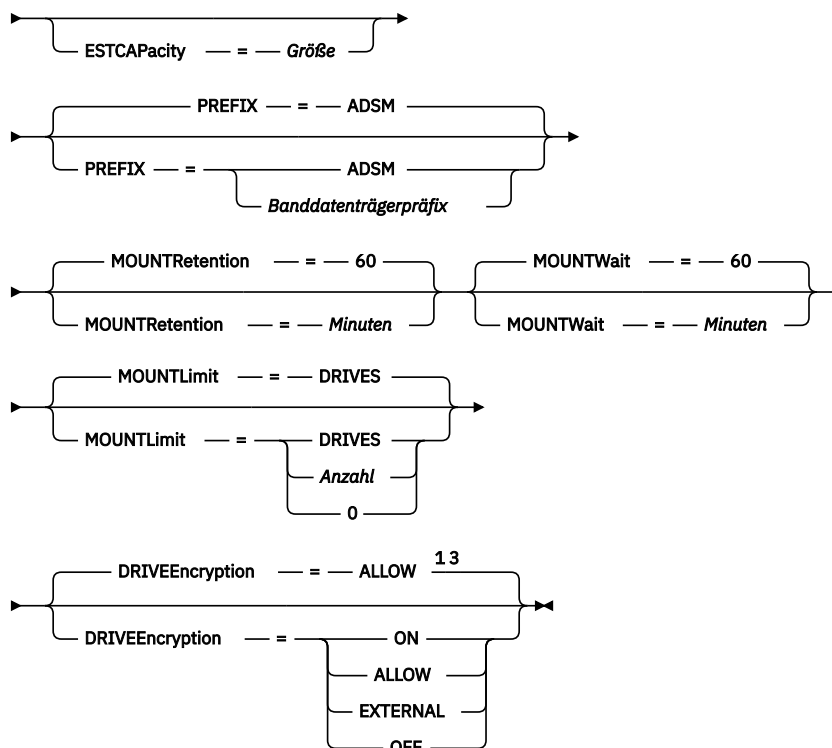 ESTCAPacity = Größe
PREFIX = ADSM
PREFIX = ADSM
Banddatenträgerpräfix
MOUNTRetention = 60 MOUNTWait = 60
MOUNTRetention = Minuten MOUNTWait = Minuten
MOUNTLimit = DRIVES
MOUNTLimit = DRIVES
Anzahl
0
DRIVEEncryption = ALLOW 1 3
DRIVEEncryption = ON
ALLOW
EXTERNAL
OFF